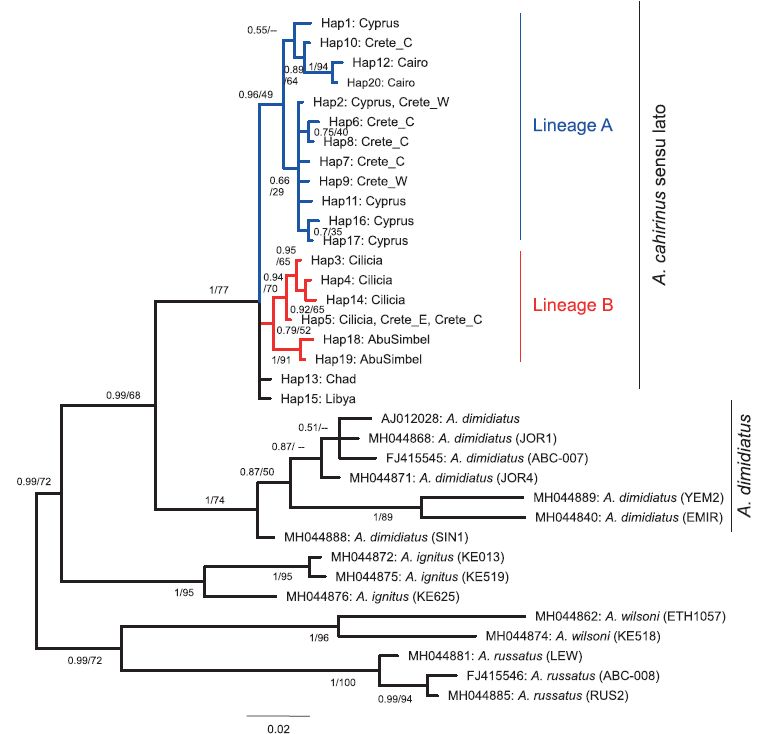 0.55/--
Hap1: Cyprus
Hap10: Crete_C
0.89
/64
1/94
Hap12: Cairo
Hap20: Cairo
0.96/49
Hap2: Cyprus, Crete_W
Hap6: Crete_C
0.75/40
Hap8: Crete_C
Hap7: Crete_C
0.66
/29
Hap9: Crete_W
Hap11: Cyprus
Hap16: Cyprus
0.7/35
Hap17: Cyprus
Lineage A
0.95
/65
Hap3: Cilicia
0.94
/70
Hap4: Cilicia
Hap14: Cilicia
0.92/65
Hap5: Cilicia, Crete_E, Crete_C
0.79/52
Hap18: AbuSimbel
1/91
Hap19: AbuSimbel
Lineage B
1/77
Hap13: Chad
Hap15: Libya
A. cahirinus sensu lato
0.99/68
AJ012028: A. dimidiatus
0.51/--
MH044868: A. dimidiatus (JOR1)
0.87/ --
FJ415545: A. dimidiatus (ABC-007)
0.87/50
MH044871: A. dimidiatus (JOR4)
MH044889: A. dimidiatus (YEM2)
1/89
MH044840: A. dimidiatus (EMIR)
1/74
MH044888: A. dimidiatus (SIN1)
A. dimidiatus
0.99/72
MH044872: A. ignitus (KE013)
1/95
MH044875: A. ignitus (KE519)
1/95
MH044876: A. ignitus (KE625)
MH044862: A. wilsoni (ETH1057)
1/96
MH044874: A. wilsoni (KE518)
0.99/72
MH044881: A. russatus (LEW)
1/100
FJ415546: A. russatus (ABC-008)
0.99/94
MH044885: A. russatus (RUS2)
0.02